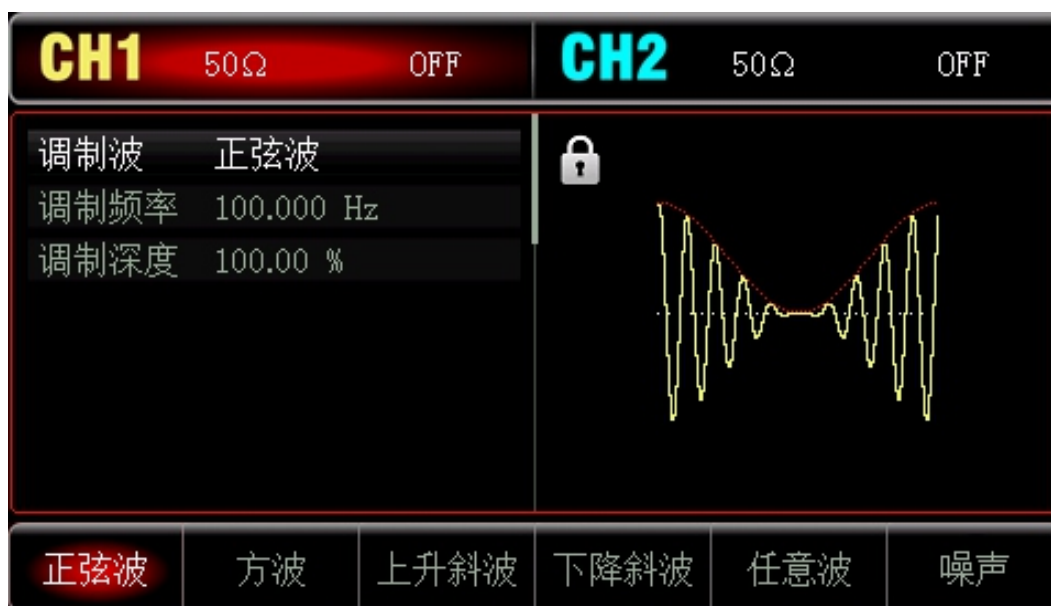 CH1 50Ω OFF CH2 50Ω OFF
调制波 正弦波
调制频率 100.000 Hz
调制深度 100.00 %
正弦波 方波 上升斜波 下降斜波 任意波 噪声